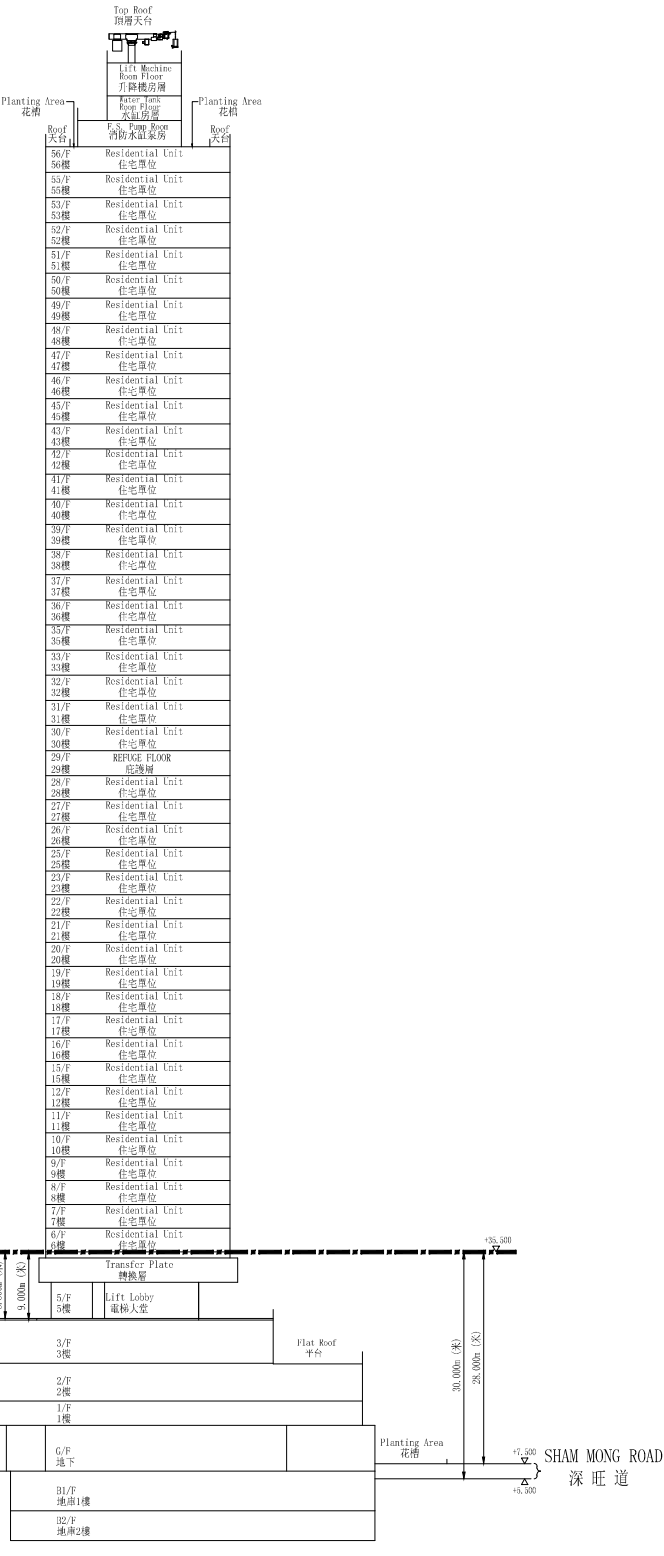 Top Roof
頂層天台
Lift Machine
Room Floor
升降機房層
Planting Area
花槽
Water Tank
Room Floor
水缸房層
Planting Area
花槽
Roof
天台
F.S. Pump Room
消防水缸泵房
Roof
天台
56/F Residential Unit
56樓 住宅單位
55/F Residential Unit
55樓 住宅單位
53/F Residential Unit
53樓 住宅單位
52/F Residential Unit
52樓 住宅單位
51/F Residential Unit
51樓 住宅單位
50/F Residential Unit
50樓 住宅單位
49/F Residential Unit
49樓 住宅單位
48/F Residential Unit
48樓 住宅單位
47/F Residential Unit
47樓 住宅單位
46/F Residential Unit
46樓 住宅單位
45/F Residential Unit
45樓 住宅單位
43/F Residential Unit
43樓 住宅單位
42/F Residential Unit
42樓 住宅單位
41/F Residential Unit
41樓 住宅單位
40/F Residential Unit
40樓 住宅單位
39/F Residential Unit
39樓 住宅單位
38/F Residential Unit
38樓 住宅單位
37/F Residential Unit
37樓 住宅單位
36/F Residential Unit
36樓 住宅單位
35/F Residential Unit
35樓 住宅單位
33/F Residential Unit
33樓 住宅單位
32/F Residential Unit
32樓 住宅單位
31/F Residential Unit
31樓 住宅單位
30/F Residential Unit
30樓 住宅單位
29/F REFUGE FLOOR
29樓 庇護層
28/F Residential Unit
28樓 住宅單位
27/F Residential Unit
27樓 住宅單位
26/F Residential Unit
26樓 住宅單位
25/F Residential Unit
25樓 住宅單位
23/F Residential Unit
23樓 住宅單位
22/F Residential Unit
22樓 住宅單位
21/F Residential Unit
21樓 住宅單位
20/F Residential Unit
20樓 住宅單位
19/F Residential Unit
19樓 住宅單位
18/F Residential Unit
18樓 住宅單位
17/F Residential Unit
17樓 住宅單位
16/F Residential Unit
16樓 住宅單位
15/F Residential Unit
15樓 住宅單位
12/F Residential Unit
12樓 住宅單位
11/F Residential Unit
11樓 住宅單位
10/F Residential Unit
10樓 住宅單位
9/F Residential Unit
9樓 住宅單位
8/F Residential Unit
8樓 住宅單位
7/F Residential Unit
7樓 住宅單位
6/F Residential Unit
6樓 住宅單位
+35.500
Transfer Plate
轉換層
9.000m (米)
5/F Lift Lobby
5樓 電梯大堂
3/F
3樓
Flat Roof
平台
30.000m (米)
28.000m (米)
2/F
2樓
1/F
1樓
G/F
地下
Planting Area
花槽
+7.500
SHAM MONG ROAD
深旺道
+5.500
B1/F
地庫1樓
B2/F
地庫2樓